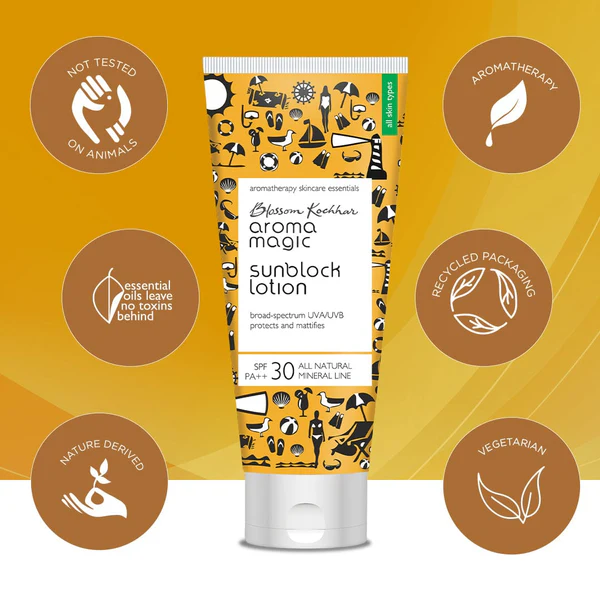 NOT TESTED
ON ANIMALS
AROMATHERAPY
all skin types
aromatherapy skincare essentials
Blossom Kochhar
aroma
magic
sunblock
lotion
broad-spectrum UVA/UVB
protects and mattifies
SPF 30 ALL NATURAL
PA++ MINERAL LINE
essential
oils leave
no toxins
behind
RECYCLED PACKAGING
NATURE DERIVED
VEGETARIAN